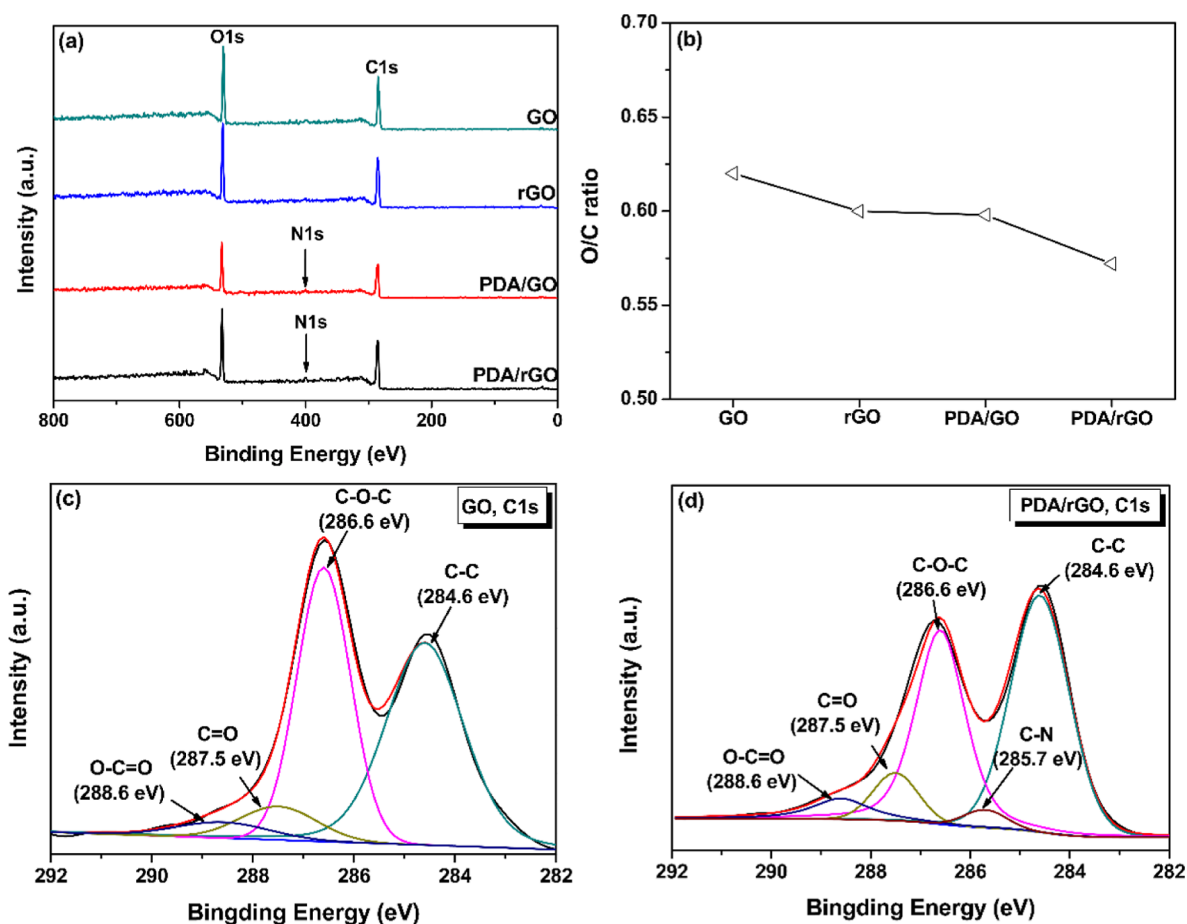 (a)
O1s
C1s
GO
rGO
N1s
PDA/GO
N1s
PDA/rGO
Intensity (a.u.)
800 600 400 200 0
Binding Energy (eV)
(b)
0.70
0.65
0.60
0.55
0.50
O/C ratio
GO rGO PDA/GO PDA/rGO
(c)
GO, C1s
C-O-C
(286.6 eV)
C-C
(284.6 eV)
C=O
(287.5 eV)
O-C=O
(288.6 eV)
Intensity (a.u.)
292 290 288 286 284 282
Bingding Energy (eV)
(d)
PDA/rGO, C1s
C-C
(284.6 eV)
C-O-C
(286.6 eV)
C=O
(287.5 eV)
C-N
(285.7 eV)
O-C=O
(288.6 eV)
Intensity (a.u.)
292 290 288 286 284 282
Bingding Energy (eV)